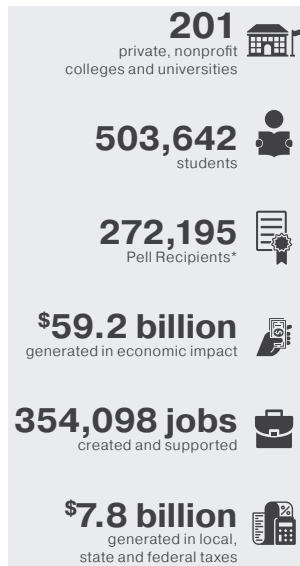 201
private, nonprofit
colleges and universities
503,642
students
272,195
Pell Recipients*
$59.2 billion
generated in economic impact
354,098 jobs
created and supported
$7.8 billion
generated in local,
state and federal taxes